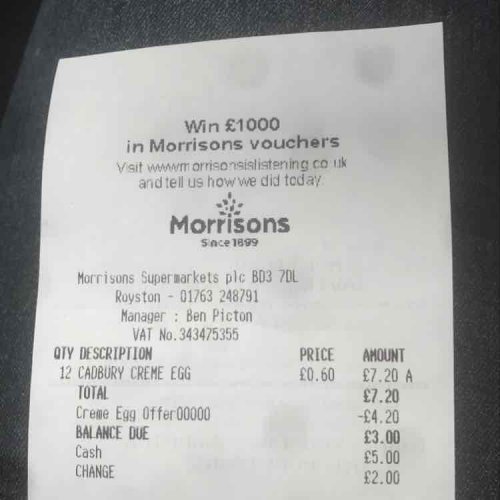 Win £1000
in Morrisons vouchers
Visit www.morrisonsislistening.co.uk
and tell us how we did today.
Morrisons
Since 1899
Morrisons Supermarkets plc BD3 7DL
Royston - 01763 248791
Manager : Ben Picton
VAT No.343475355
QTY DESCRIPTION PRICE AMOUNT
12 CADBURY CREME EGG £0.60 £7.20 A
TOTAL £7.20
Creme Egg Offer00000 -£4.20
BALANCE DUE £3.00
Cash £5.00
CHANGE £2.00